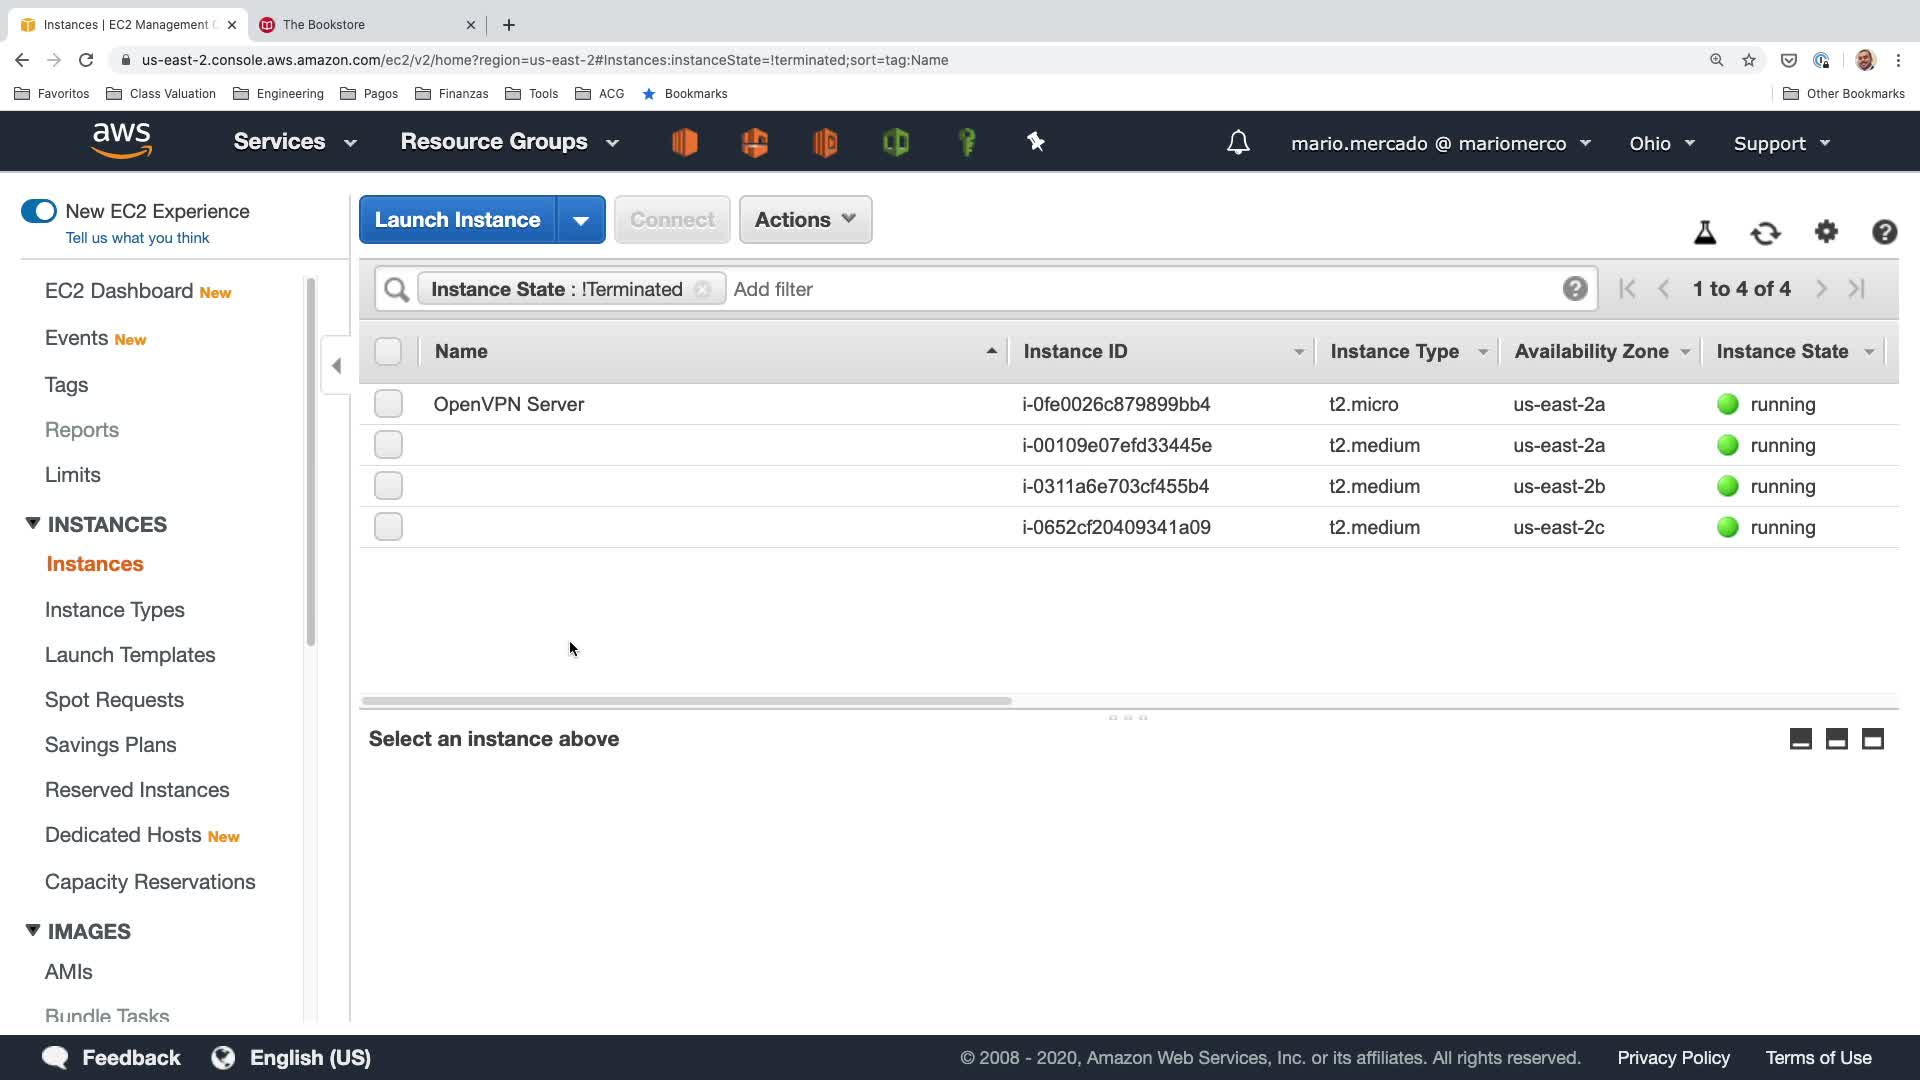 Instances | EC2 Management C
The Bookstore
us-east-2.console.aws.amazon.com/ec2/v2/home?region=us-east-2#Instances:instanceState=!terminated;sort=tag:Name
Favoritos
Class Valuation
Engineering
Pagos
Finanzas
Tools
ACG
Bookmarks
Other Bookmarks
aws
Services
Resource Groups
mario.mercado @ mariomerco
Ohio
Support
New EC2 Experience
Tell us what you think
EC2 Dashboard New
Events New
Tags
Reports
Limits
INSTANCES
Instances
Instance Types
Launch Templates
Spot Requests
Savings Plans
Reserved Instances
Dedicated Hosts New
Capacity Reservations
IMAGES
AMIs
Bundle Tasks
Launch Instance
Connect
Actions
Instance State : !Terminated
Add filter
1 to 4 of 4
Name Instance ID Instance Type Availability Zone Instance State
OpenVPN Server i-0fe0026c879899bb4 t2.micro us-east-2a running
i-00109e07efd33445e t2.medium us-east-2a running
i-0311a6e703cf455b4 t2.medium us-east-2b running
i-0652cf20409341a09 t2.medium us-east-2c running
Select an instance above
Feedback
English (US)
© 2008 - 2020, Amazon Web Services, Inc. or its affiliates. All rights reserved.
Privacy Policy
Terms of Use